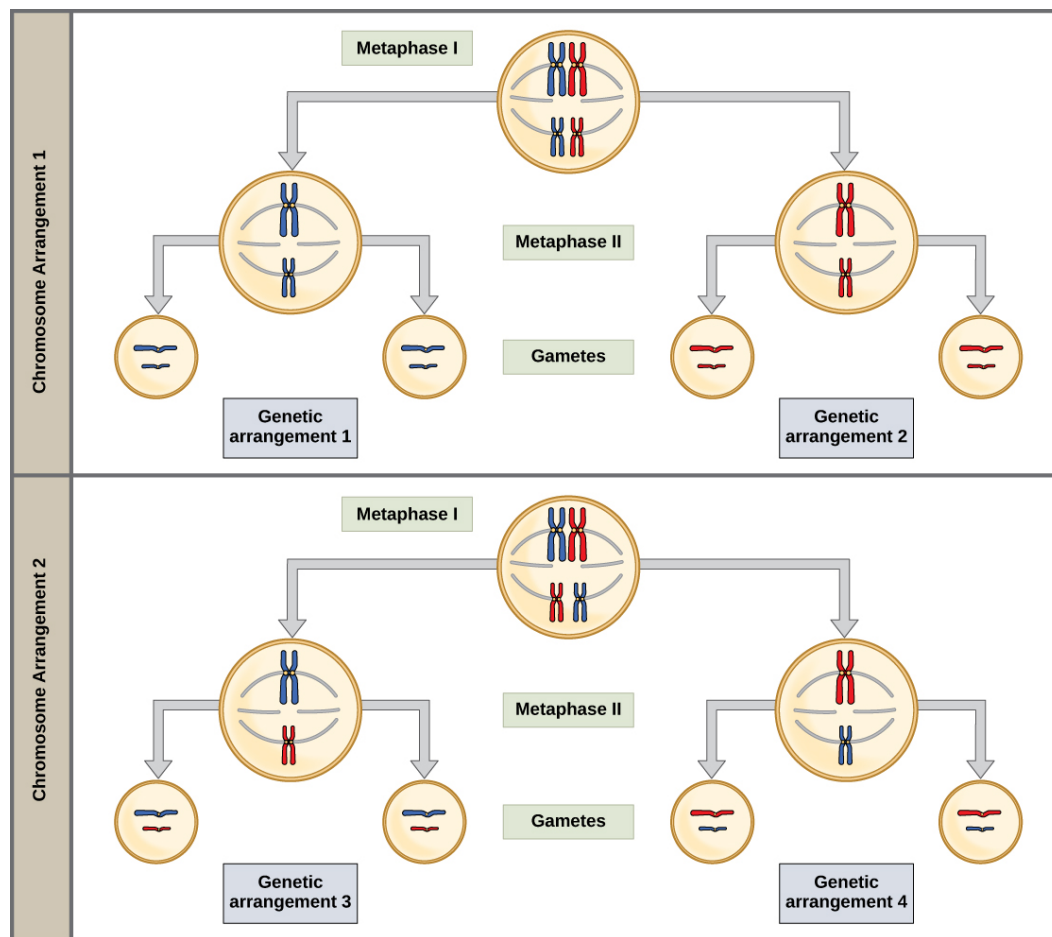 Chromosome Arrangement 1
Metaphase I
Metaphase II
Gametes
Genetic
arrangement 1
Genetic
arrangement 2
Chromosome Arrangement 2
Metaphase I
Metaphase II
Gametes
Genetic
arrangement 3
Genetic
arrangement 4